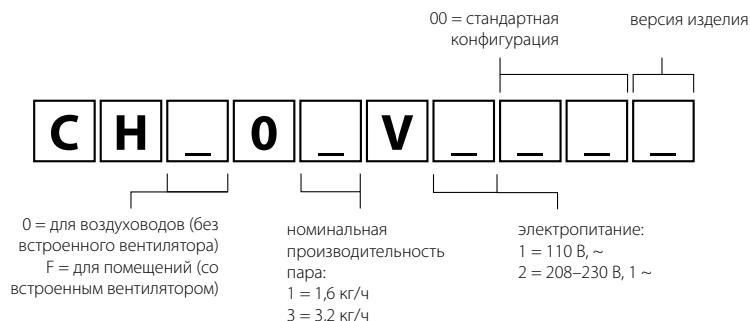 00 = стандартная
конфигурация
версия изделия
C H _ 0 _ V _ _ _ _
0 = для воздуховодов (без
встроенного вентилятора)
F = для помещений (со
встроенным вентилятором)
номинальная
производительность
пара:
1 = 1,6 кг/ч
3 = 3,2 кг/ч
электропитание:
1 = 110 В, ~
2 = 208–230 В, 1 ~